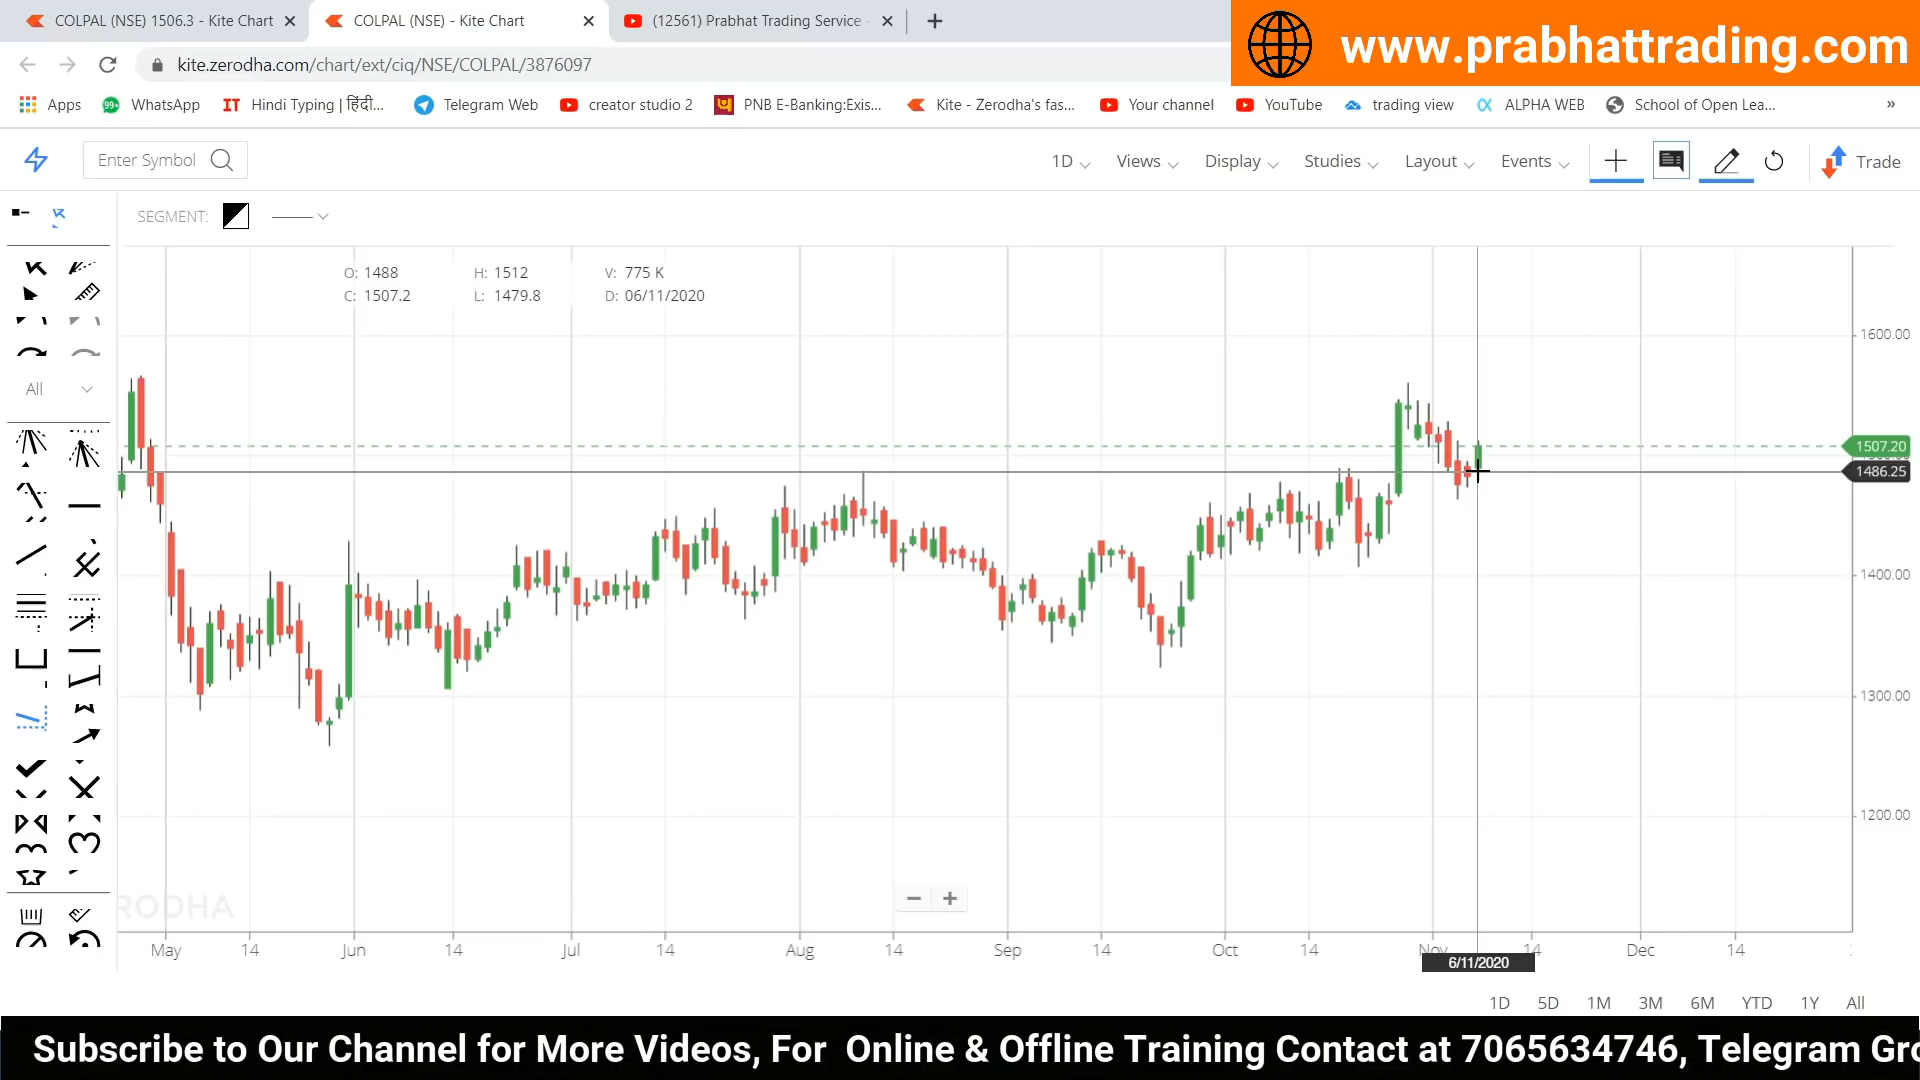 COLPAL (NSE) 1506.3 - Kite Chart
COLPAL (NSE) - Kite Chart
(12561) Prabhat Trading Service -
www.prabhattrading.com
kite.zerodha.com/chart/ext/ciq/NSE/COLPAL/3876097
Apps
99+
WhatsApp
IT
Hindi Typing | हिंदी...
Telegram Web
creator studio 2
PNB E-Banking:Exis...
Kite - Zerodha's fas...
Your channel
YouTube
trading view
ALPHA WEB
School of Open Lea...
»
Enter Symbol
1D
Views
Display
Studies
Layout
Events
Trade
SEGMENT:
O: 1488
H: 1512
V: 775 K
C: 1507.2
L: 1479.8
D: 06/11/2020
All
1600.00
1507.20
1486.25
1400.00
1300.00
1200.00
RODHA
May
14
Jun
14
Jul
14
Aug
14
Sep
14
Oct
14
Nov
14
Dec
14
6/11/2020
1D
5D
1M
3M
6M
YTD
1Y
All
Subscribe to Our Channel for More Videos, For Online & Offline Training Contact at 7065634746, Telegram Gro